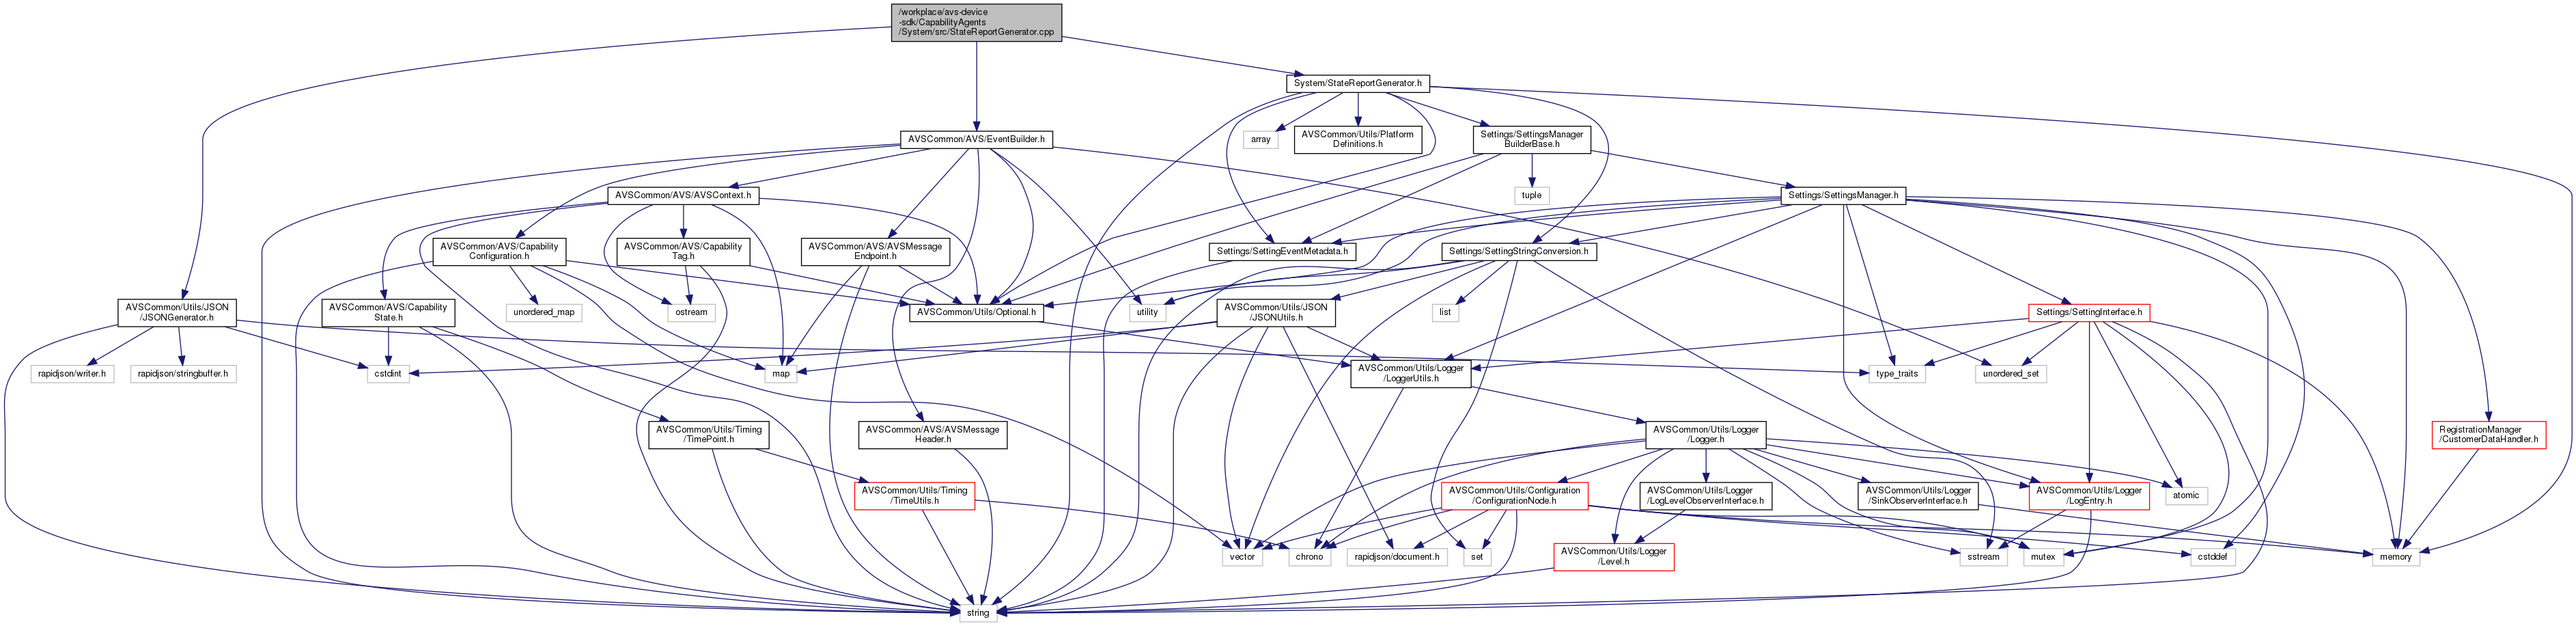 /workplace/avs-device
-sdk/CapabilityAgents
/System/src/StateReportGenerator.cpp
System/StateReportGenerator.h
AVSCommon/AVS/EventBuilder.h
array
AVSCommon/Utils/Platform
Definitions.h
Settings/SettingsManager
BuilderBase.h
AVSCommon/AVS/AVSContext.h
tuple
Settings/SettingsManager.h
AVSCommon/AVS/Capability
Configuration.h
AVSCommon/AVS/Capability
Tag.h
AVSCommon/AVS/AVSMessage
Endpoint.h
Settings/SettingEventMetadata.h
Settings/SettingStringConversion.h
AVSCommon/Utils/JSON
/JSONGenerator.h
AVSCommon/AVS/Capability
State.h
unordered_map
ostream
AVSCommon/Utils/Optional.h
utility
AVSCommon/Utils/JSON
/JSONUtils.h
list
Settings/SettingInterface.h
rapidjson/writer.h
rapidjson/stringbuffer.h
cstdint
map
AVSCommon/Utils/Logger
/LoggerUtils.h
type_traits
unordered_set
AVSCommon/Utils/Timing
/TimePoint.h
AVSCommon/AVS/AVSMessage
Header.h
AVSCommon/Utils/Logger
/Logger.h
RegistrationManager
/CustomerDataHandler.h
AVSCommon/Utils/Timing
/TimeUtils.h
AVSCommon/Utils/Configuration
/ConfigurationNode.h
AVSCommon/Utils/Logger
/LogLevelObserverInterface.h
AVSCommon/Utils/Logger
/SinkObserverInterface.h
AVSCommon/Utils/Logger
/LogEntry.h
atomic
vector
chrono
rapidjson/document.h
set
AVSCommon/Utils/Logger
/Level.h
sstream
mutex
cstddef
memory
string